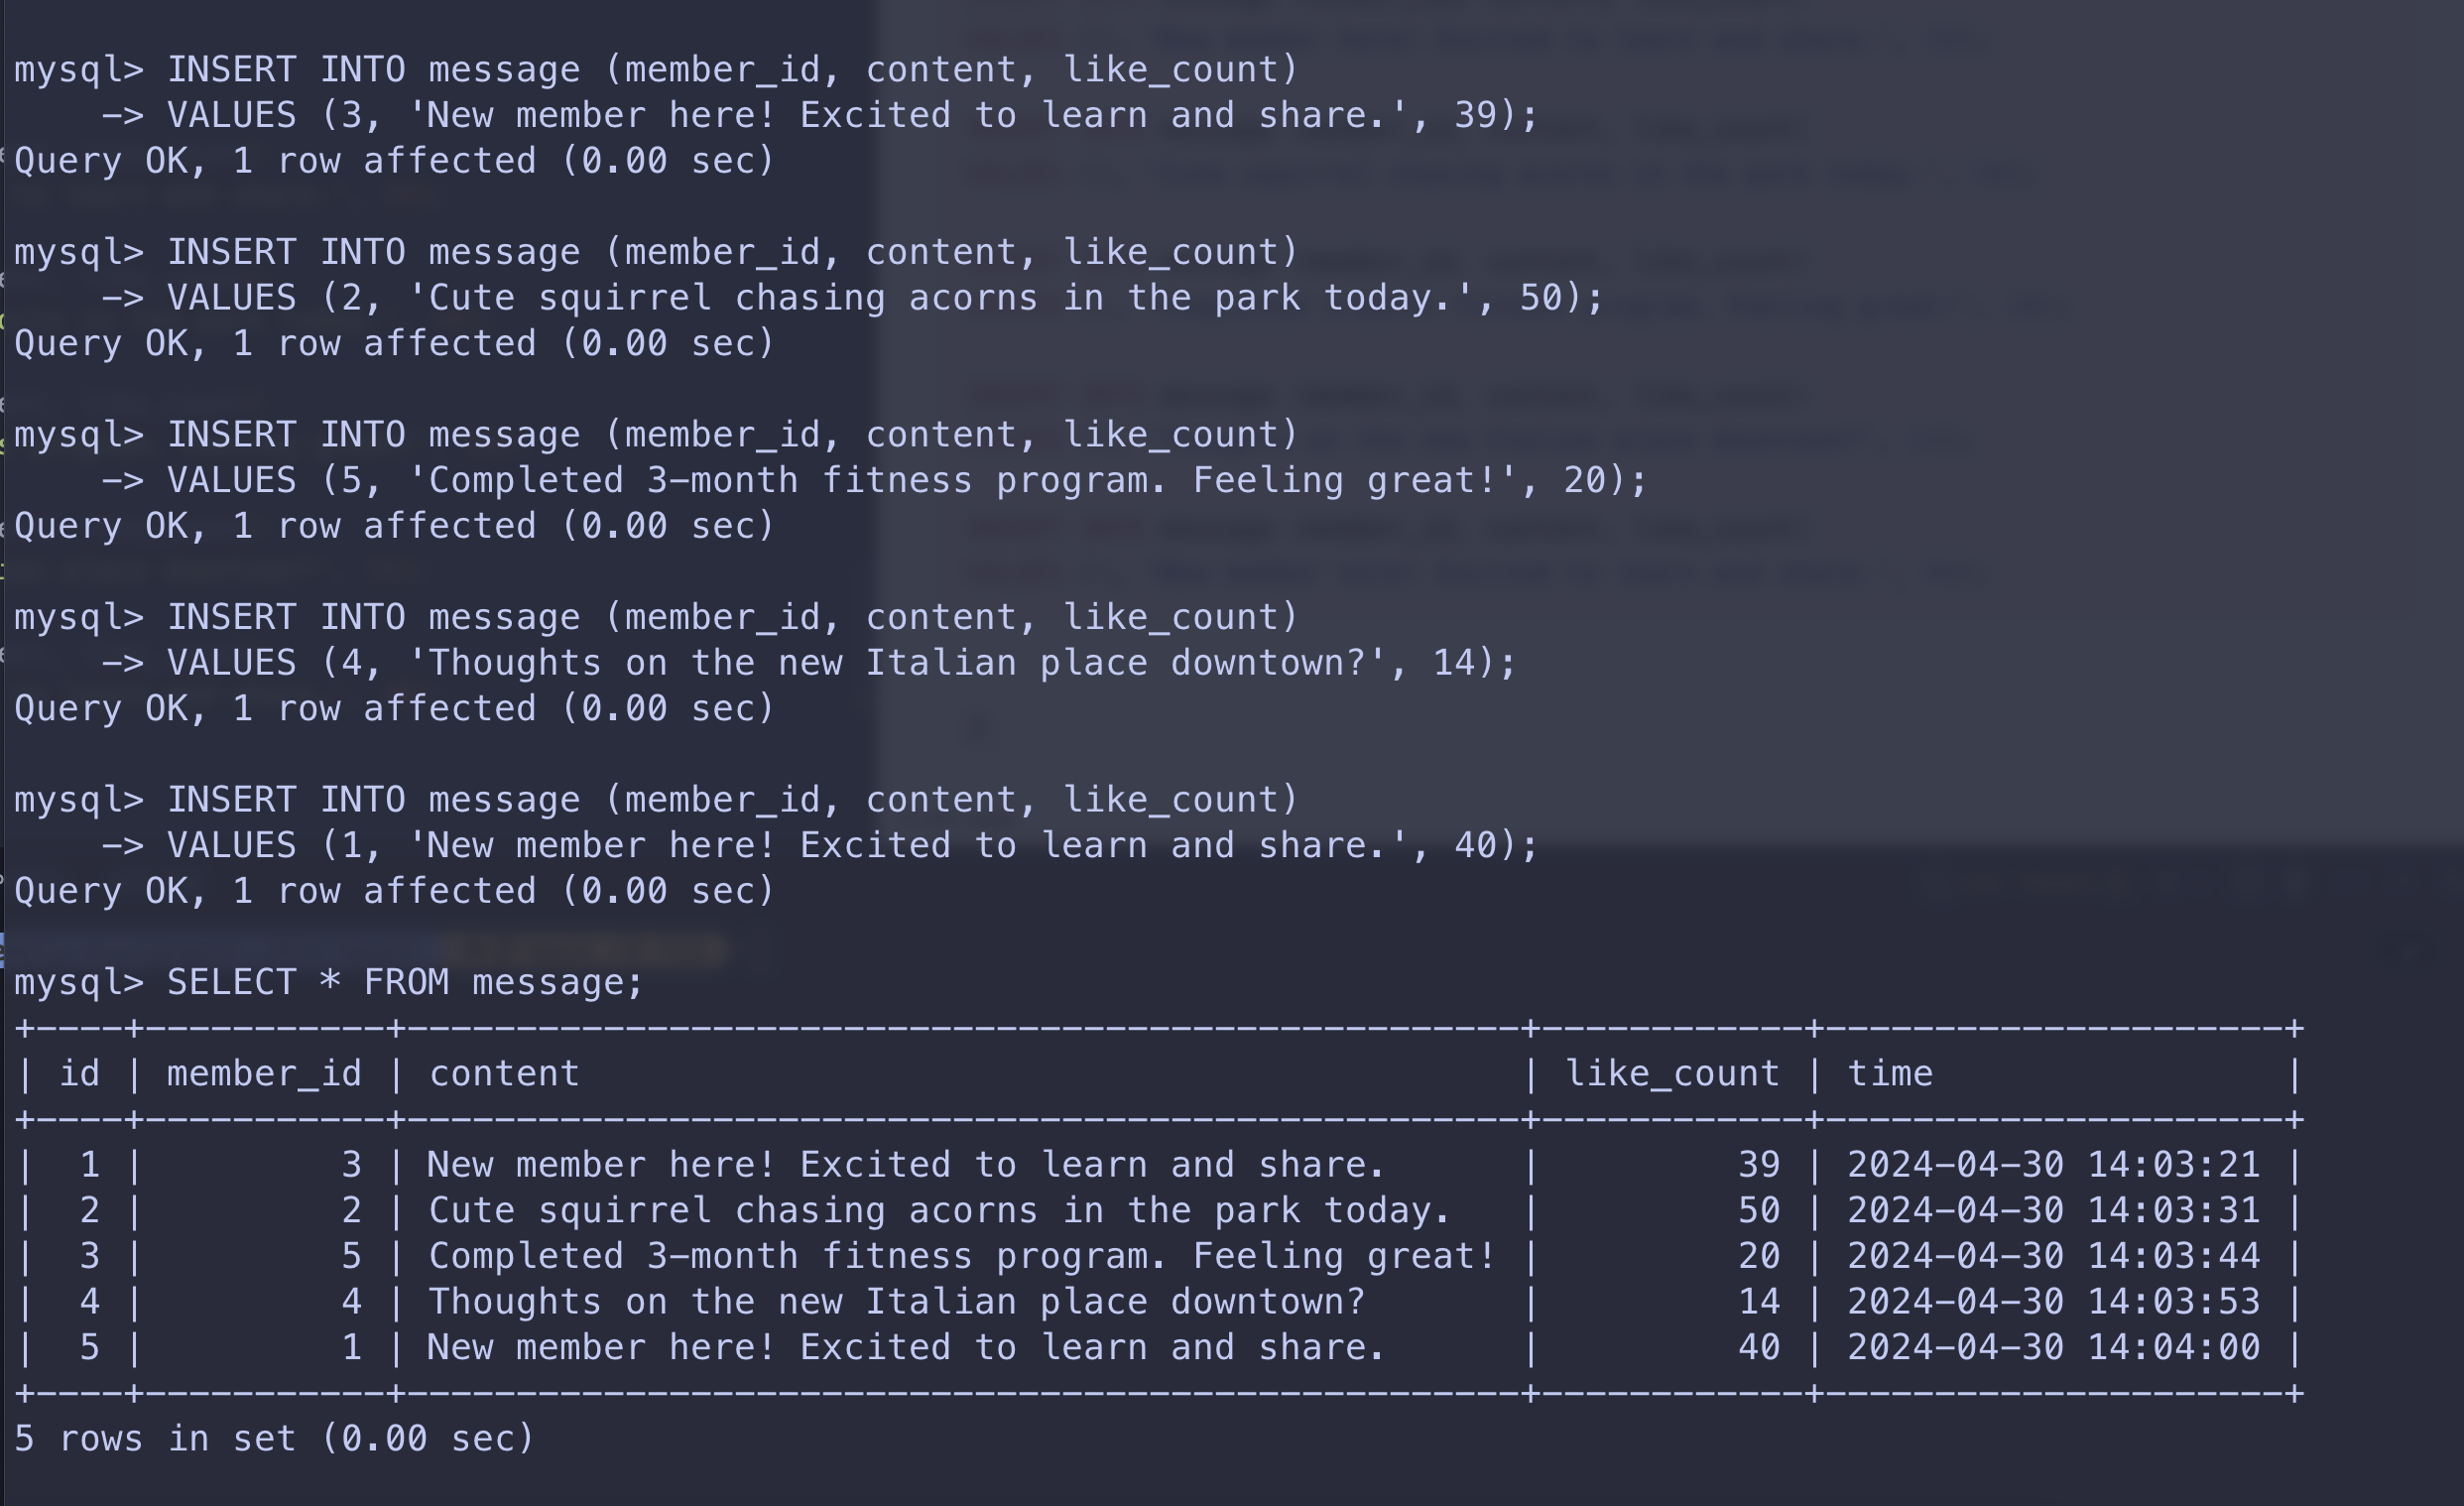 mysql> INSERT INTO message (member_id, content, like_count)
    -> VALUES (3, 'New member here! Excited to learn and share.', 39);
Query OK, 1 row affected (0.00 sec)

mysql> INSERT INTO message (member_id, content, like_count)
    -> VALUES (2, 'Cute squirrel chasing acorns in the park today.', 50);
Query OK, 1 row affected (0.00 sec)

mysql> INSERT INTO message (member_id, content, like_count)
    -> VALUES (5, 'Completed 3-month fitness program. Feeling great!', 20);
Query OK, 1 row affected (0.00 sec)

mysql> INSERT INTO message (member_id, content, like_count)
    -> VALUES (4, 'Thoughts on the new Italian place downtown?', 14);
Query OK, 1 row affected (0.00 sec)

mysql> INSERT INTO message (member_id, content, like_count)
    -> VALUES (1, 'New member here! Excited to learn and share.', 40);
Query OK, 1 row affected (0.00 sec)

mysql> SELECT * FROM message;
+----+-----------+---------------------------------------------------+------------+---------------------+
| id | member_id | content                                           | like_count | time                |
+----+-----------+---------------------------------------------------+------------+---------------------+
|  1 |         3 | New member here! Excited to learn and share.      |         39 | 2024-04-30 14:03:21 |
|  2 |         2 | Cute squirrel chasing acorns in the park today.   |         50 | 2024-04-30 14:03:31 |
|  3 |         5 | Completed 3-month fitness program. Feeling great! |         20 | 2024-04-30 14:03:44 |
|  4 |         4 | Thoughts on the new Italian place downtown?       |         14 | 2024-04-30 14:03:53 |
|  5 |         1 | New member here! Excited to learn and share.      |         40 | 2024-04-30 14:04:00 |
+----+-----------+---------------------------------------------------+------------+---------------------+
5 rows in set (0.00 sec)